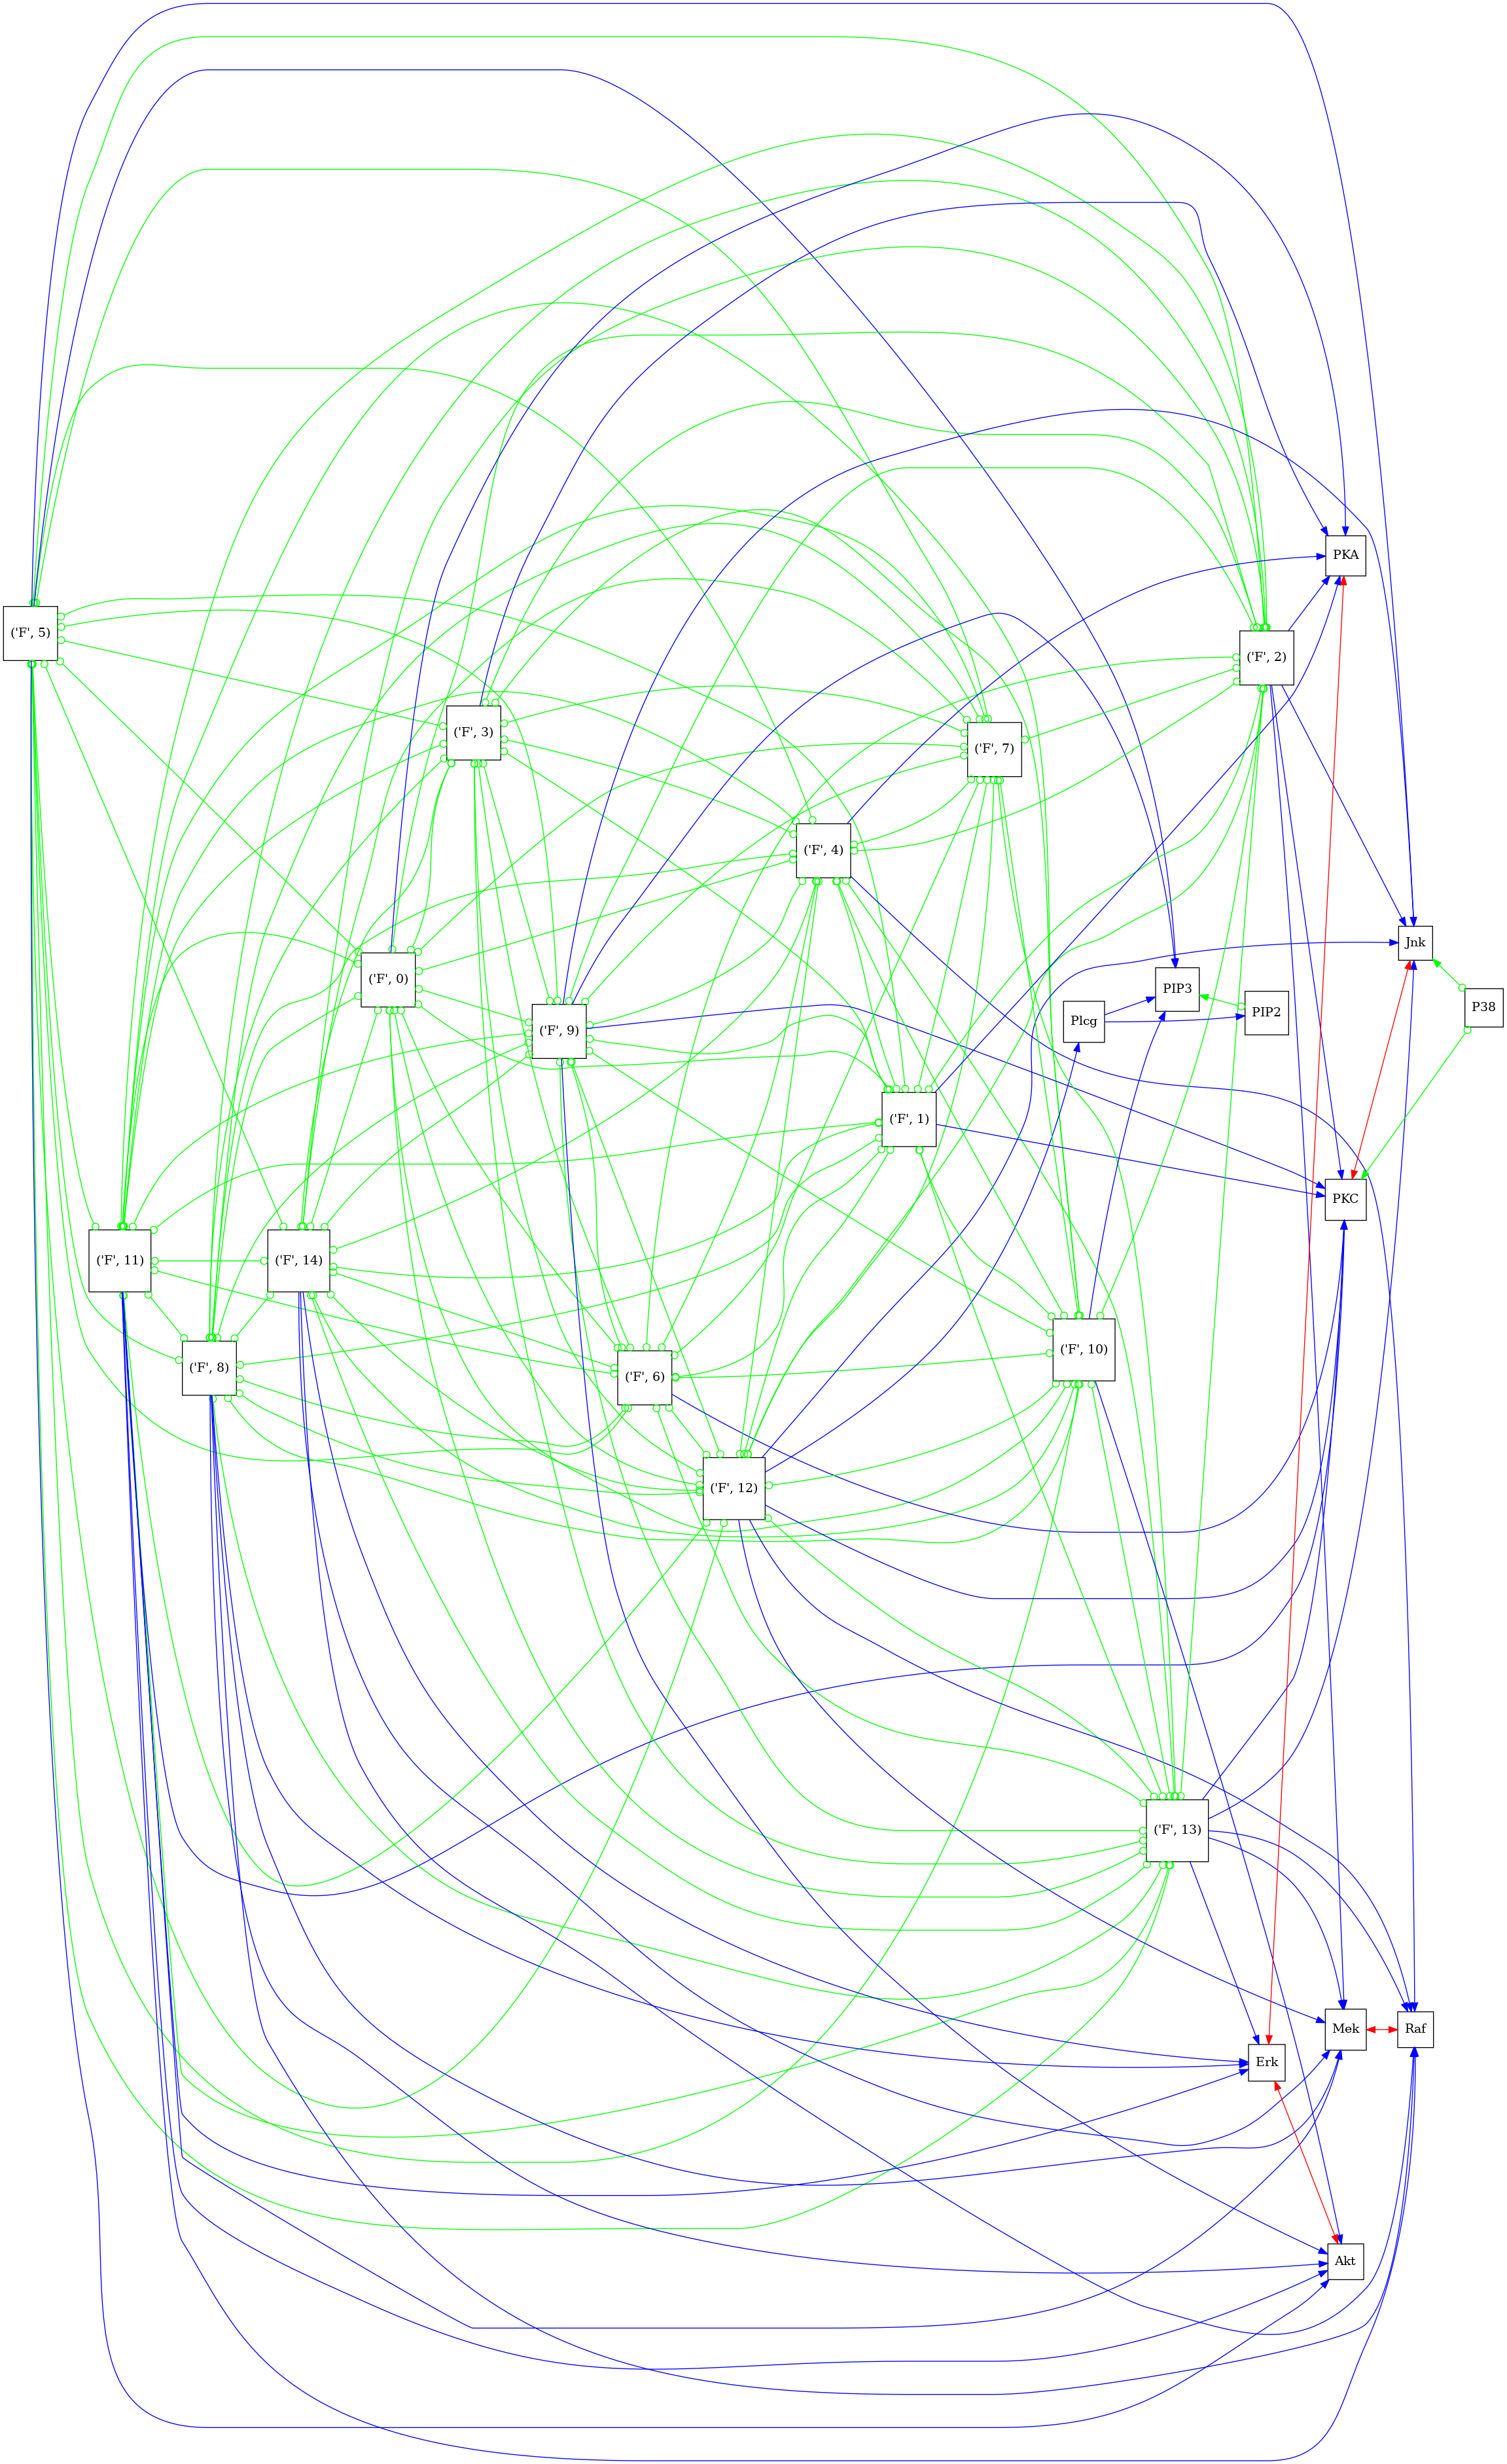 PKA
('F', 5)
('F', 2)
('F', 3)
('F', 7)
('F', 4)
Jnk
('F', 0)
PIP3
P38
PIP2
Plcg
('F', 9)
('F', 1)
PKC
('F', 11)
('F', 14)
('F', 10)
('F', 8)
('F', 6)
('F', 12)
('F', 13)
Mek
Raf
Erk
Akt